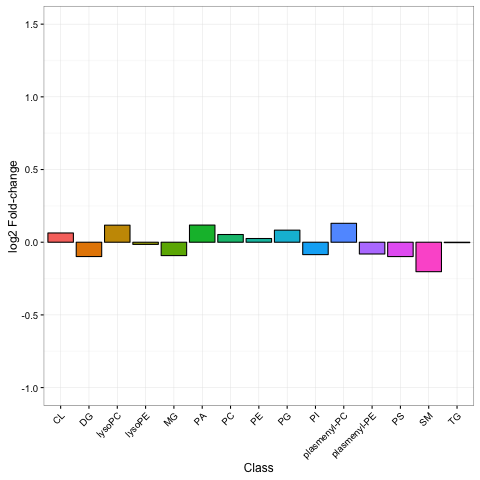 1.5
1.0
0.5
0.0
-0.5
-1.0
log2 Fold-change
CL
DG
lysoPC
lysoPE
MG
PA
PC
PE
PG
PI
plasmenyl-PC
plasmenyl-PE
PS
SM
TG
Class